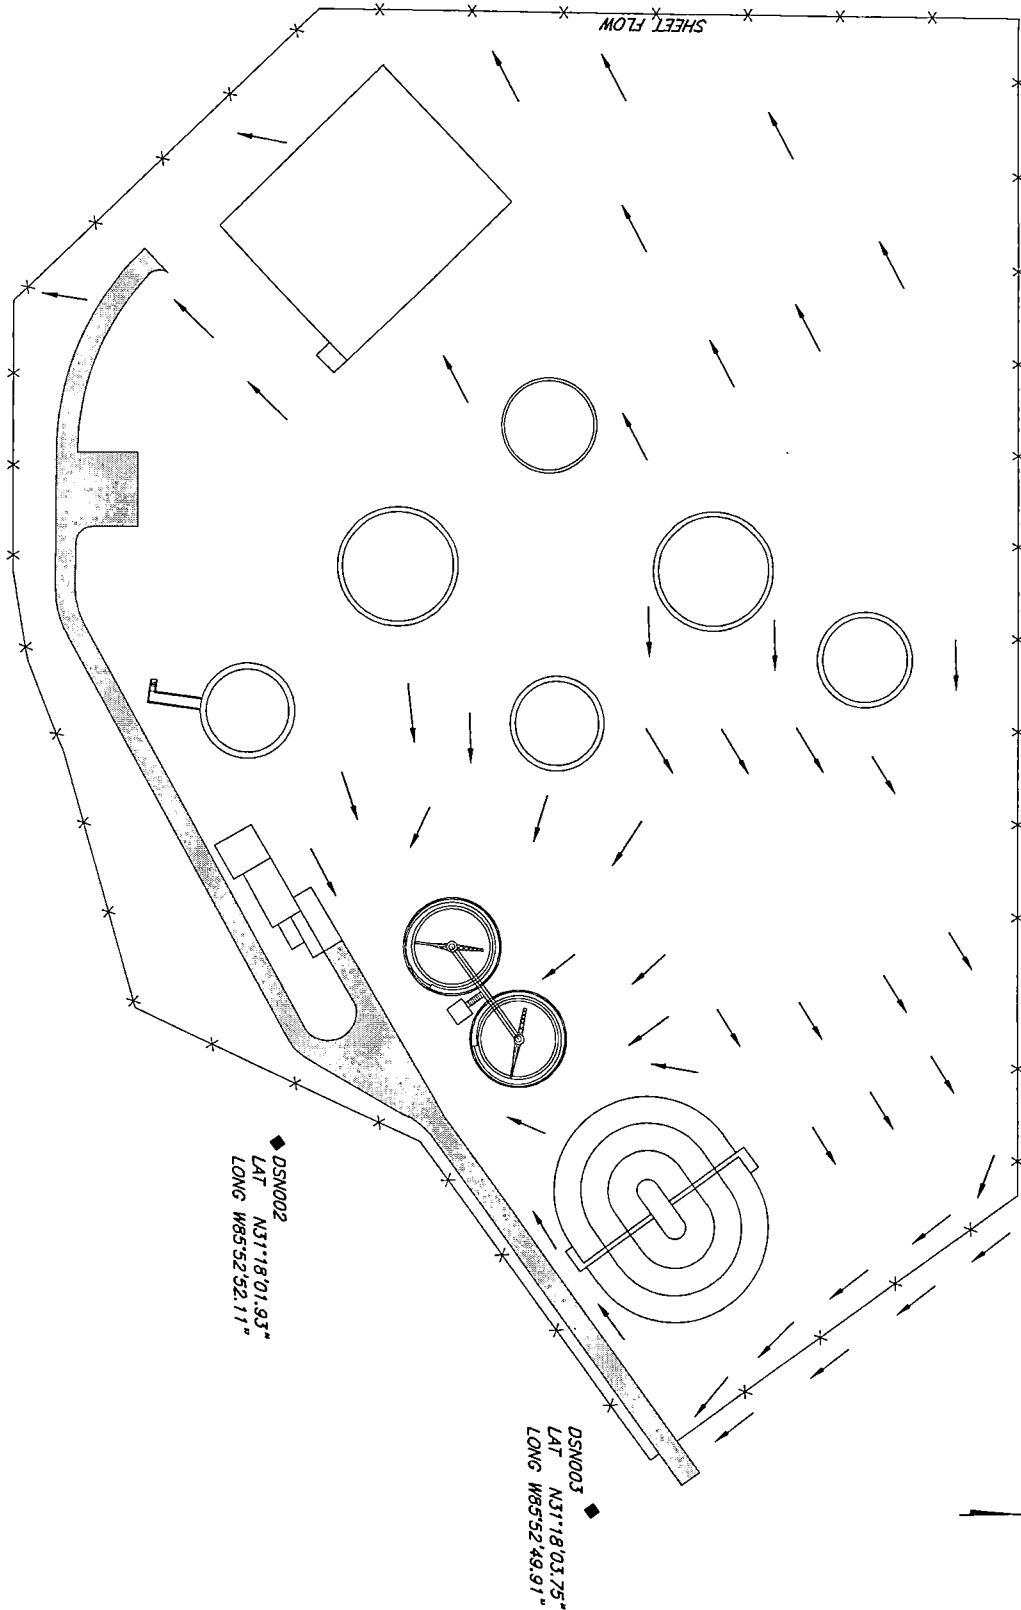 SHEET FLOW
DSN002
LAT N31°18'01.93"
LONG W85°52'52.11"
DSN003
LAT N31°18'03.75"
LONG W85°52'49.91"